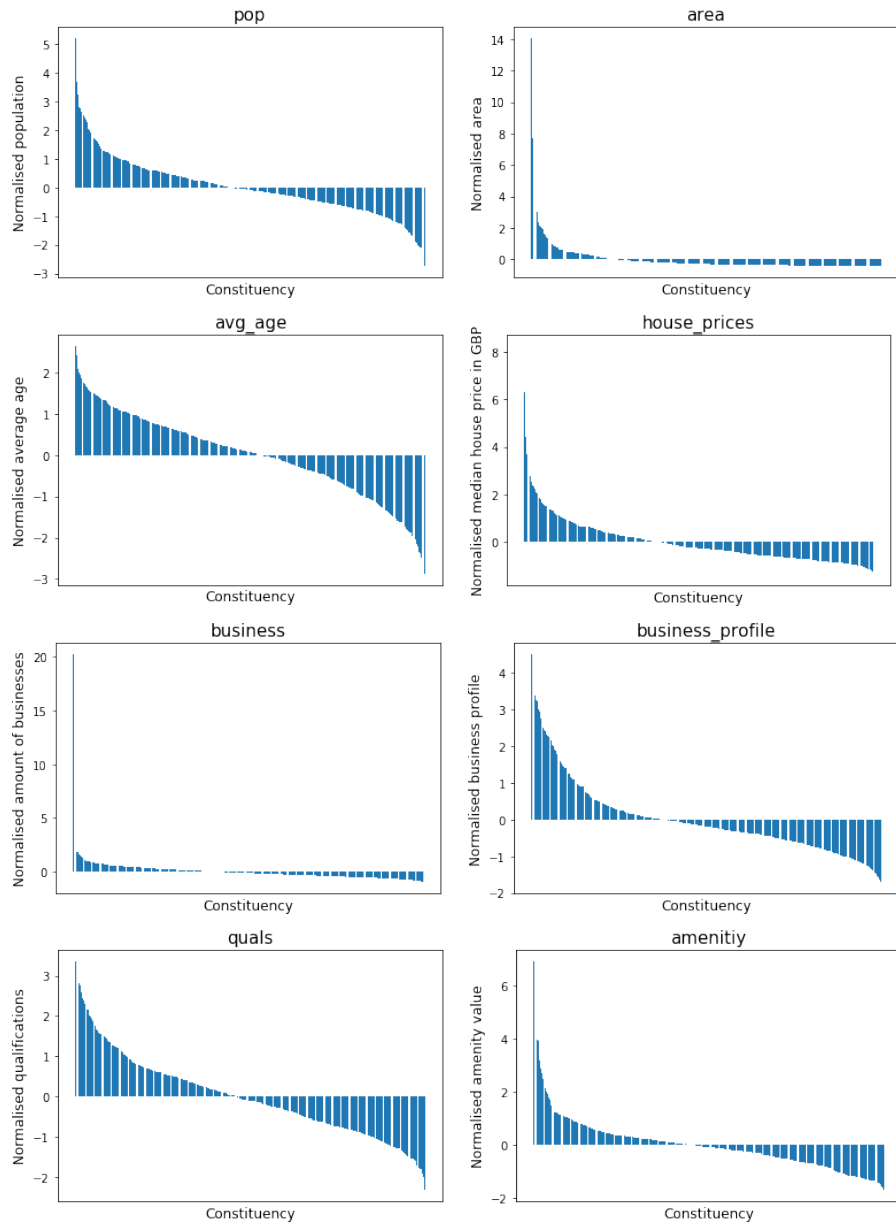 pop
5
4
3
2
1
0
−1
−2
−3
Normalised population
Constituency
area
14
12
10
8
6
4
2
0
Normalised area
Constituency
avg_age
2
1
0
−1
−2
−3
Normalised average age
Constituency
house_prices
8
6
4
2
0
Normalised median house price in GBP
Constituency
business
20
15
10
5
0
Normalised amount of businesses
Constituency
business_profile
4
3
2
1
0
−1
−2
Normalised business profile
Constituency
quals
3
2
1
0
−1
−2
Normalised qualifications
Constituency
amenitiy
6
4
2
0
−2
Normalised amenity value
Constituency